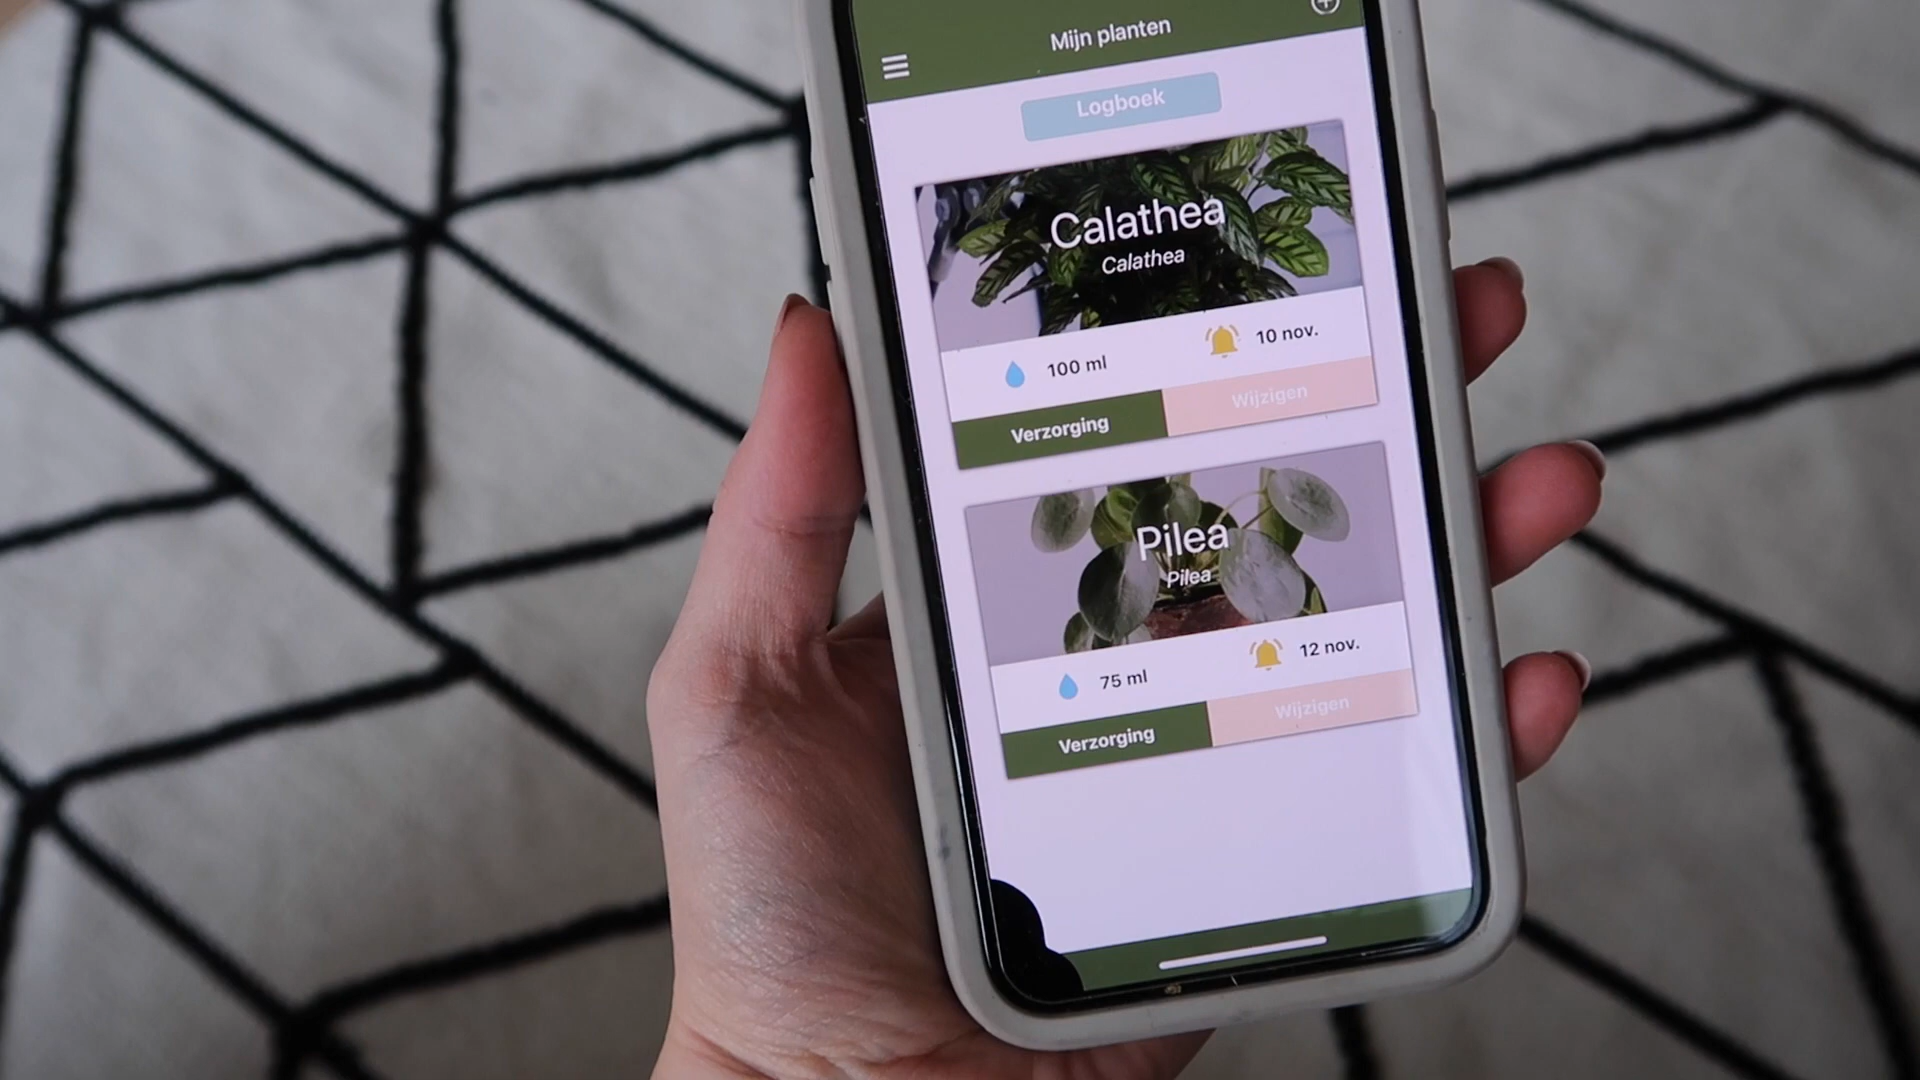 Mijn planten
Logboek
Calathea
Calathea
100 ml
10 nov.
Verzorging
Wijzigen
Pilea
Pilea
75 ml
12 nov.
Verzorging
Wijzigen